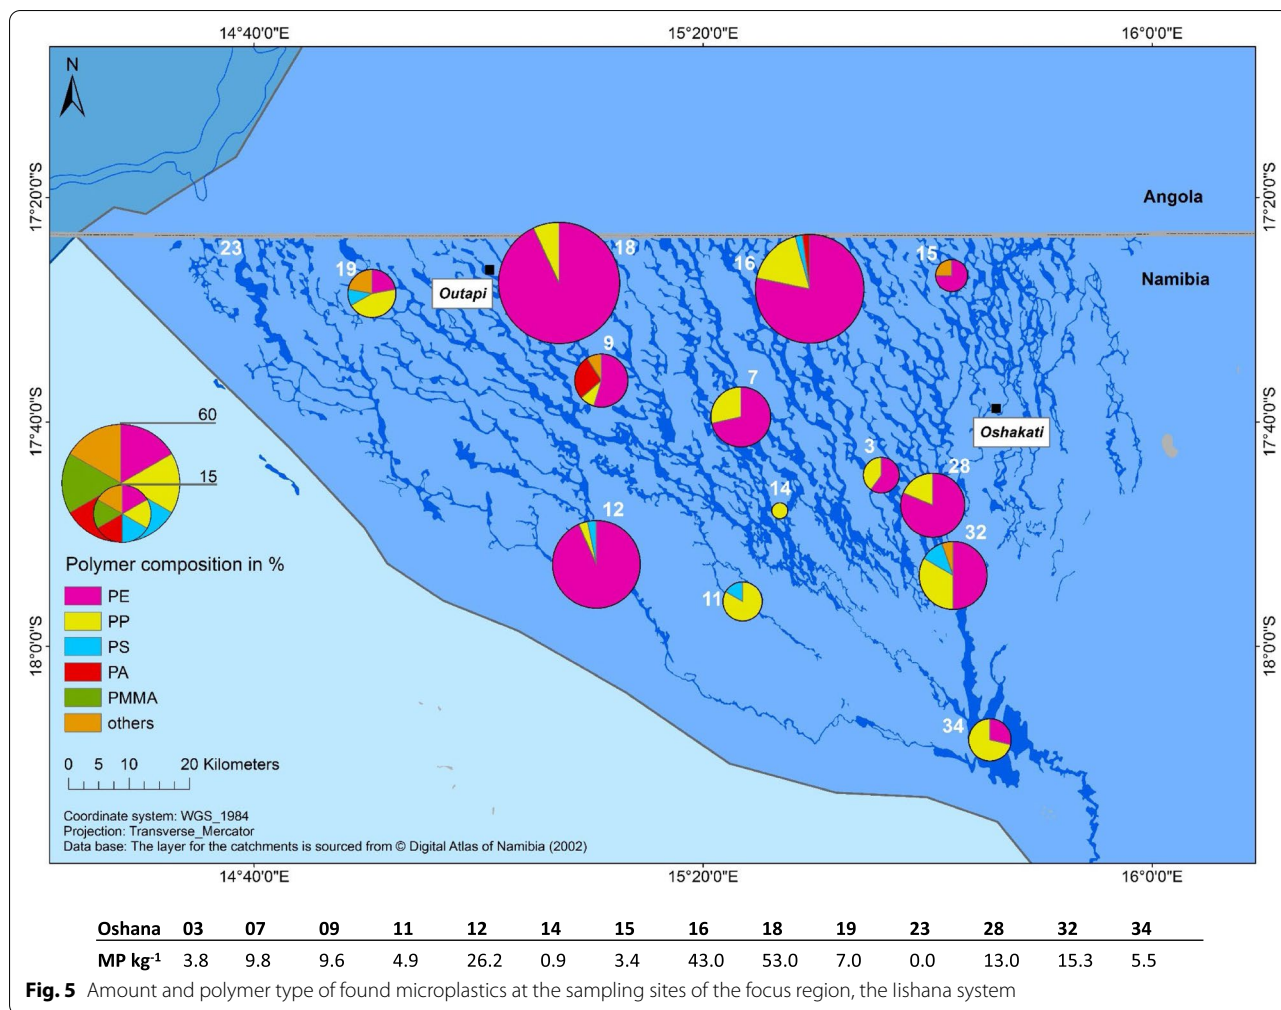 14°40'0"E 15°20'0"E 16°0'0"E
N
17°20'0"S 17°20'0"S
Angola
Namibia
23
19
Outapi
18
16
15
9
7
17°40'0"S 17°40'0"S
Oshakati
60
15
3
28
14
12
32
11
34
18°0'0"S 18°0'0"S
Polymer composition in %
PE
PP
PS
PA
PMMA
others
0 5 10 20 Kilometers
Coordinate system: WGS_1984
Projection: Transverse_Mercator
Data base: The layer for the catchments is sourced from © Digital Atlas of Namibia (2002)
14°40'0"E 15°20'0"E 16°0'0"E
Oshana 03 07 09 11 12 14 15 16 18 19 23 28 32 34
MP kg-1 3.8 9.8 9.6 4.9 26.2 0.9 3.4 43.0 53.0 7.0 0.0 13.0 15.3 5.5
Fig. 5 Amount and polymer type of found microplastics at the sampling sites of the focus region, the Iishana system